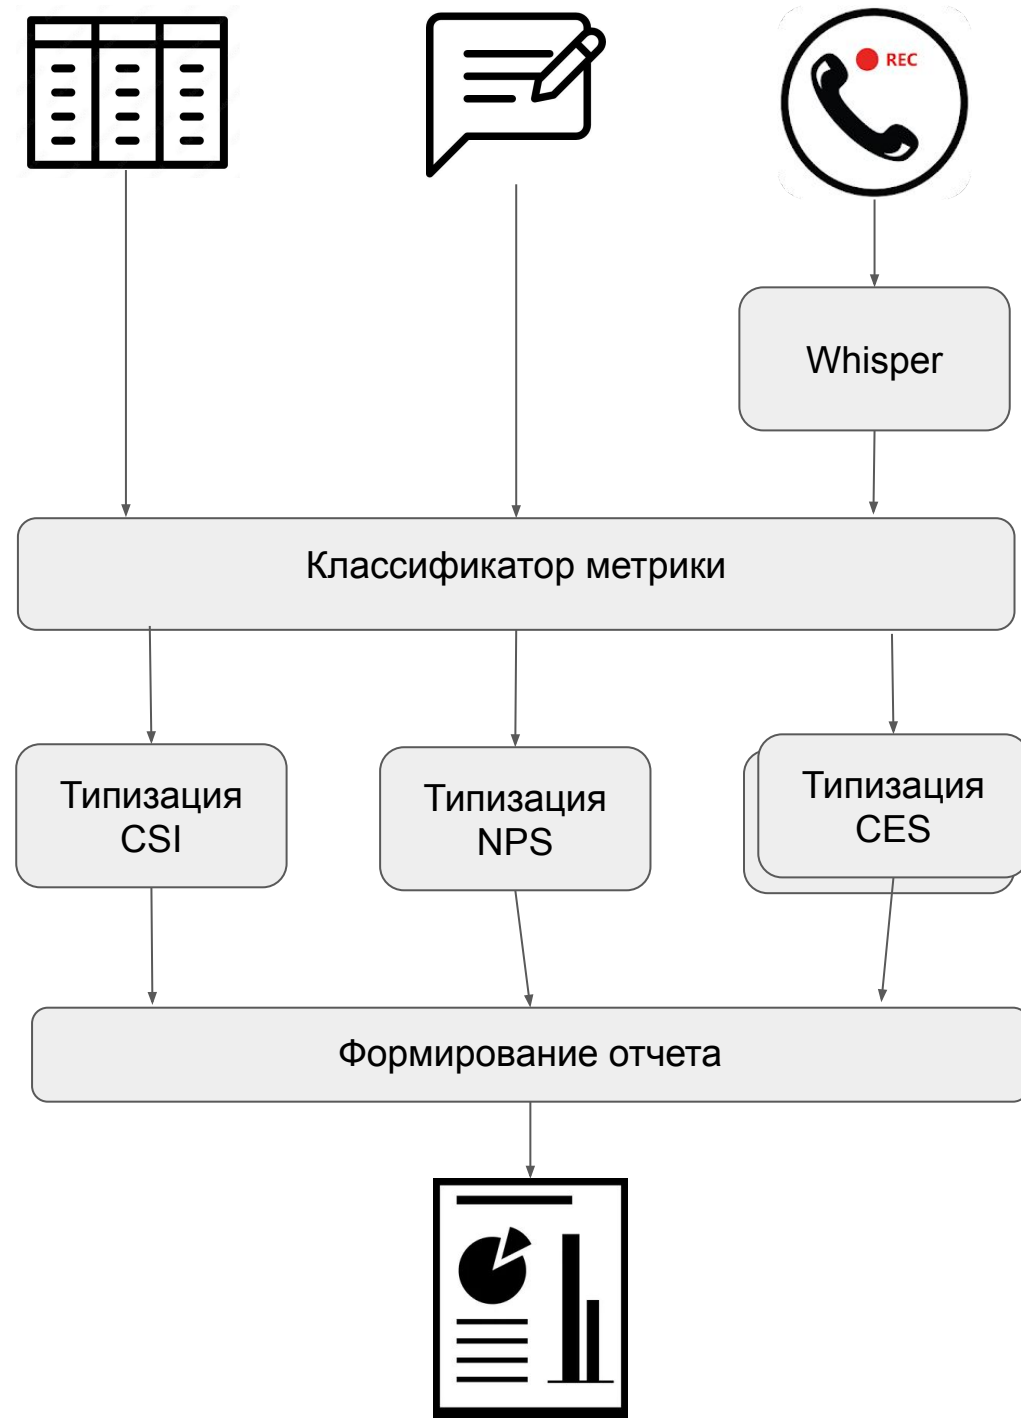 REC
Whisper
Классификатор метрики
Типизация
CSI
Типизация
NPS
Типизация
CES
Формирование отчета